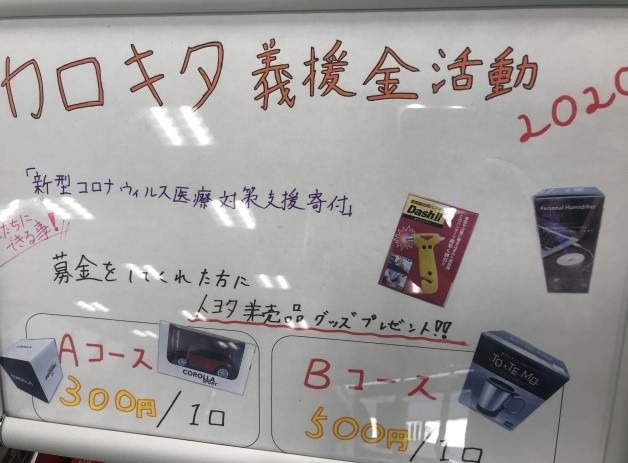 カロキタ 義援金活動
2020
「新型コロナウィルス医療対策支援寄付」
たちに
できる事!!
Dash II
Personal Humidifier
募金をしてくれた方に
トヨタ非売品グッズプレゼント!!
Aコース
COROLLA
SPORT
300円/1口
COROLLA
Bコース
TO·TE·MO
500円/1口